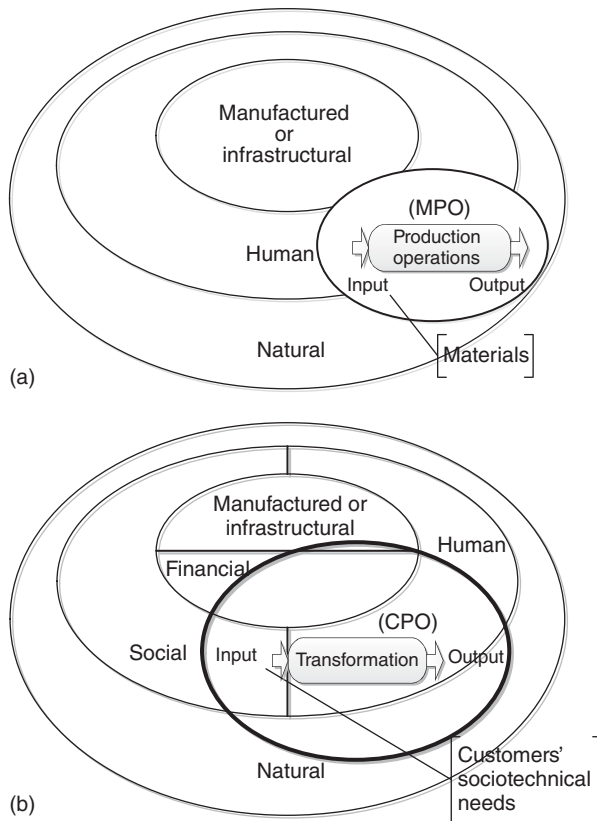 Manufactured
or
infrastructural
(MPO)
Production
operations
Human
Input
Output
Natural
Materials
(a)
Manufactured or
infrastructural
Human
Financial
(CPO)
Social
Input
Transformation
Output
Natural
Customers'
sociotechnical
needs
(b)